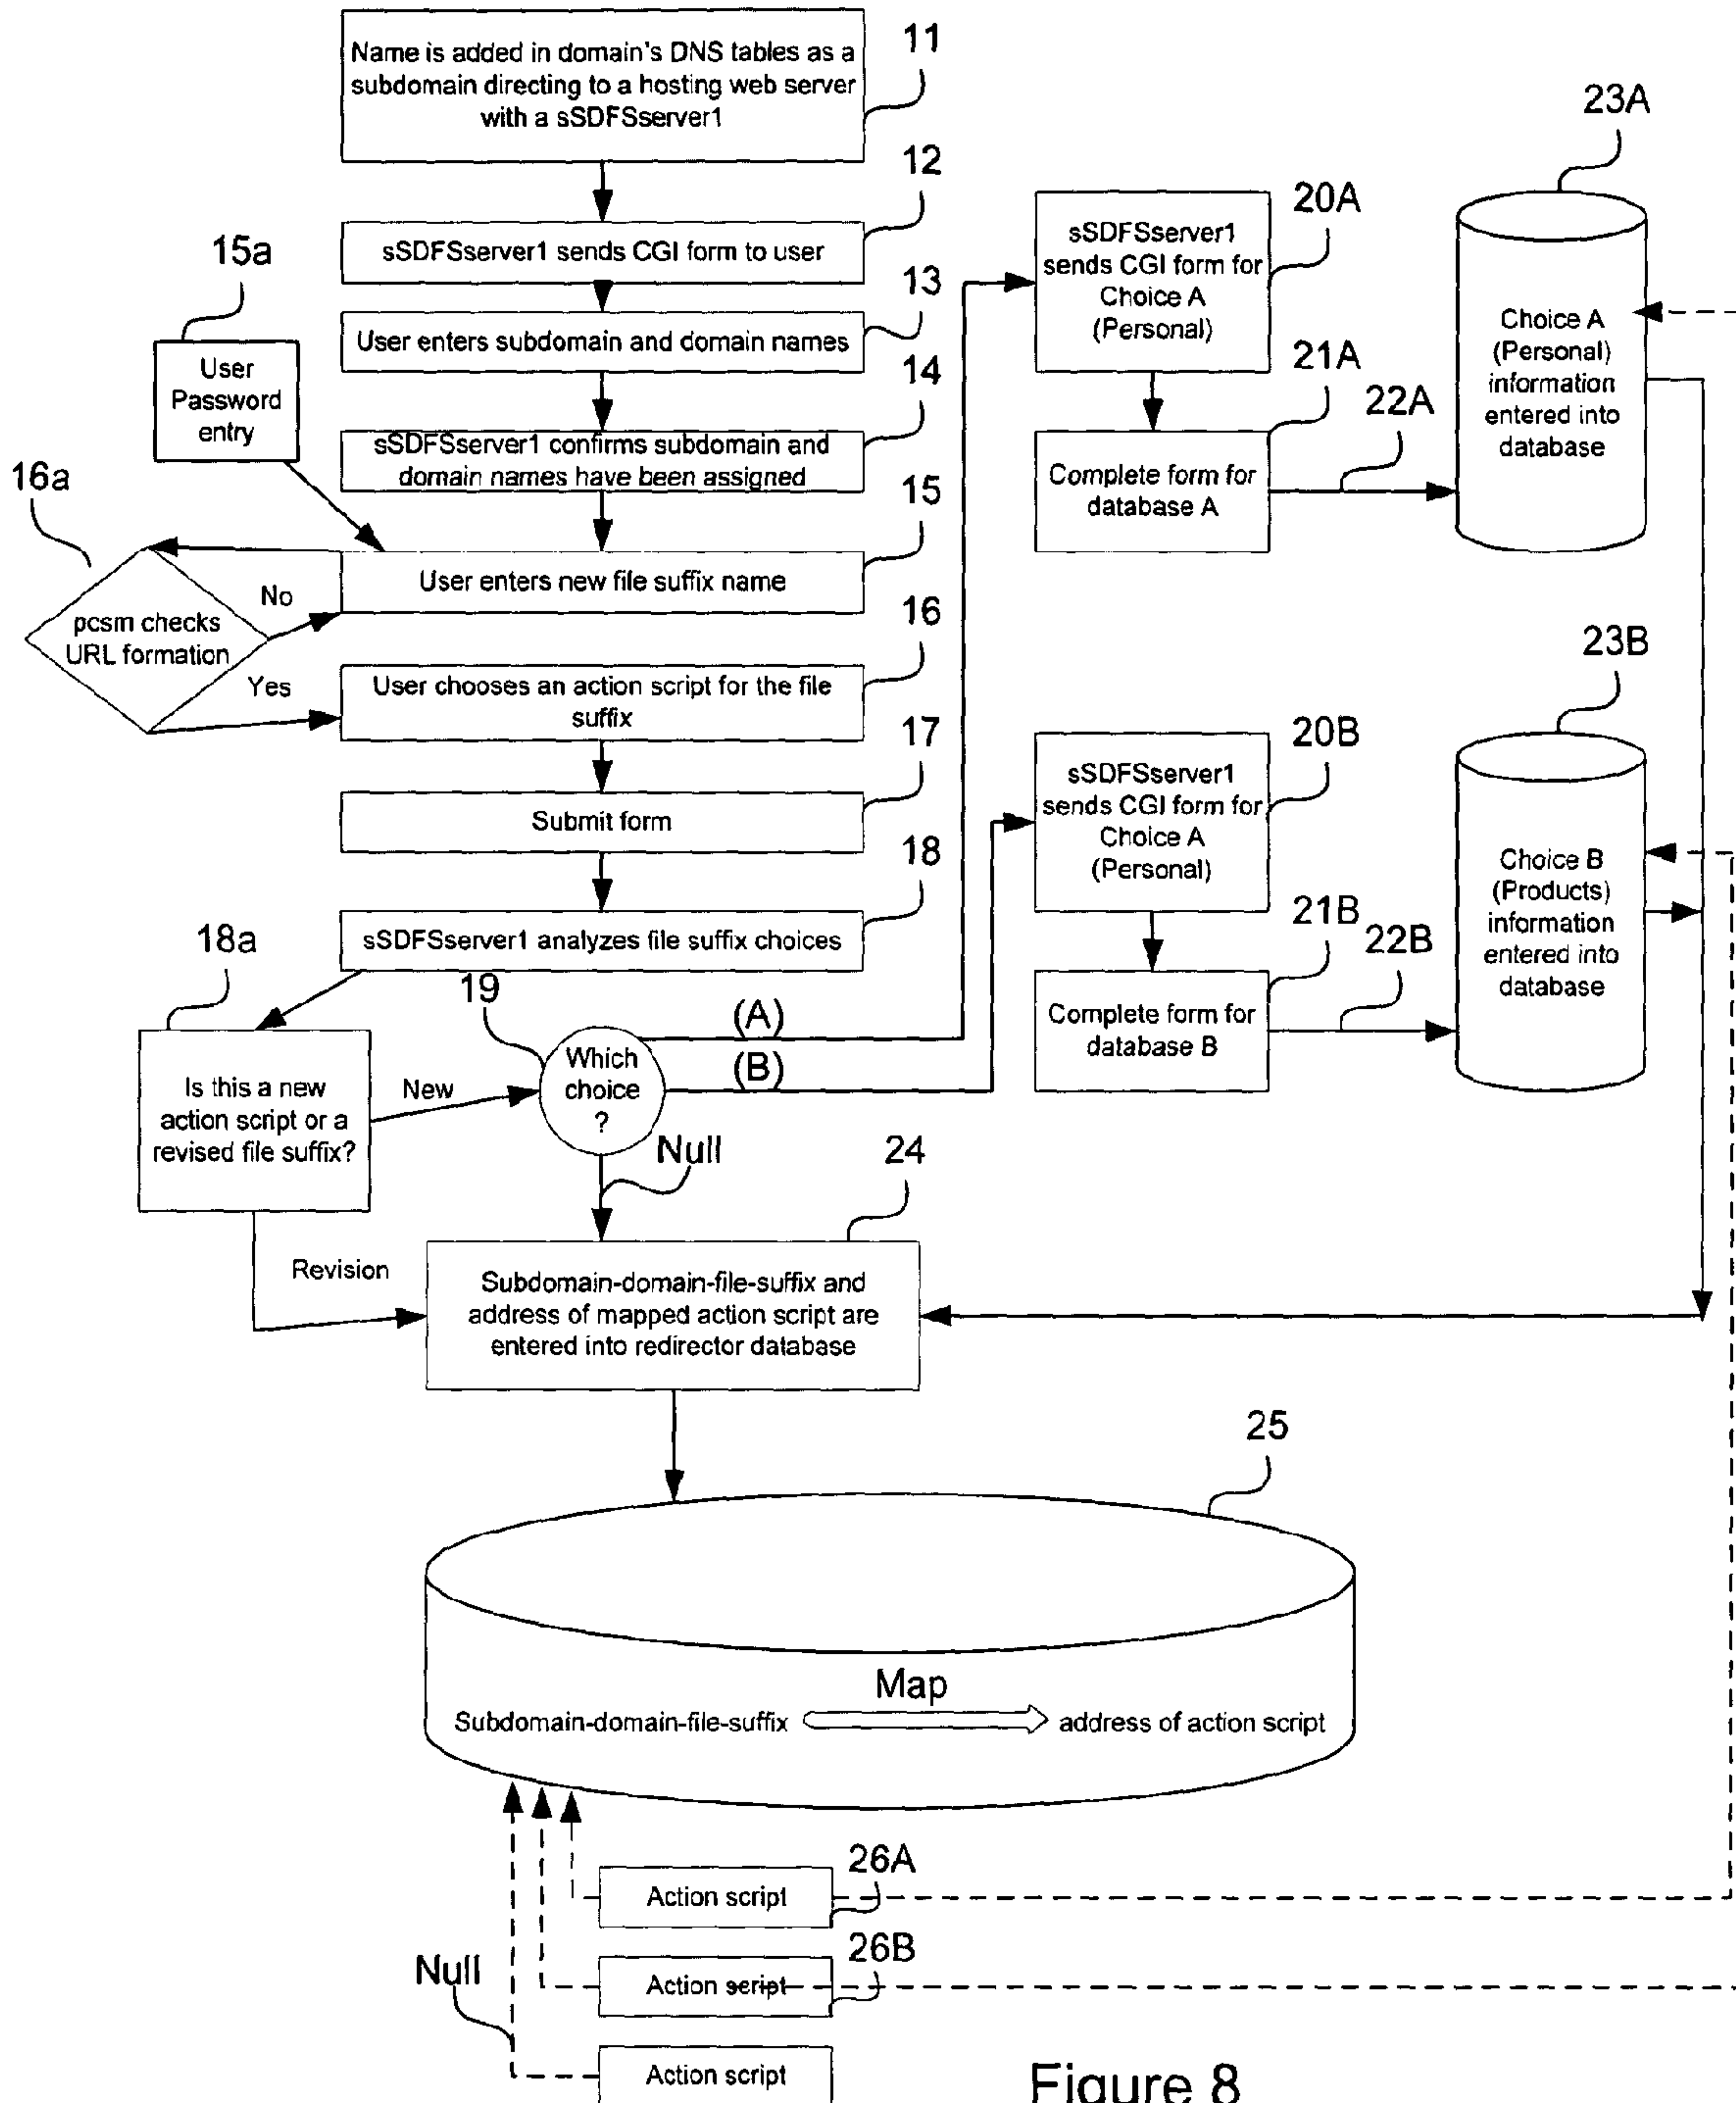 Name is added in domain's DNS tables as a
subdomain directing to a hosting web server
with a sSDFSserver1
11
sSDFSserver1 sends CGI form to user
12
User enters subdomain and domain names
13
sSDFSserver1 confirms subdomain and
domain names have been assigned
14
15a
User
Password
entry
User enters new file suffix name
15
16a
pcsm checks
URL formation
No
Yes
User chooses an action script for the file
suffix
16
Submit form
17
sSDFSserver1 analyzes file suffix choices
18
18a
Is this a new
action script or a
revised file suffix?
New
Revision
19
Which
choice
?
(A)
(B)
Null
20A
sSDFSserver1
sends CGI form for
Choice A
(Personal)
21A
Complete form for
database A
22A
23A
Choice A
(Personal)
information
entered into
database
20B
sSDFSserver1
sends CGI form for
Choice A
(Personal)
21B
Complete form for
database B
22B
23B
Choice B
(Products)
information
entered into
database
24
Subdomain-domain-file-suffix and
address of mapped action script are
entered into redirector database
25
Map
Subdomain-domain-file-suffix
address of action script
26A
Action script
26B
Action script
Null
Action script
Figure 8